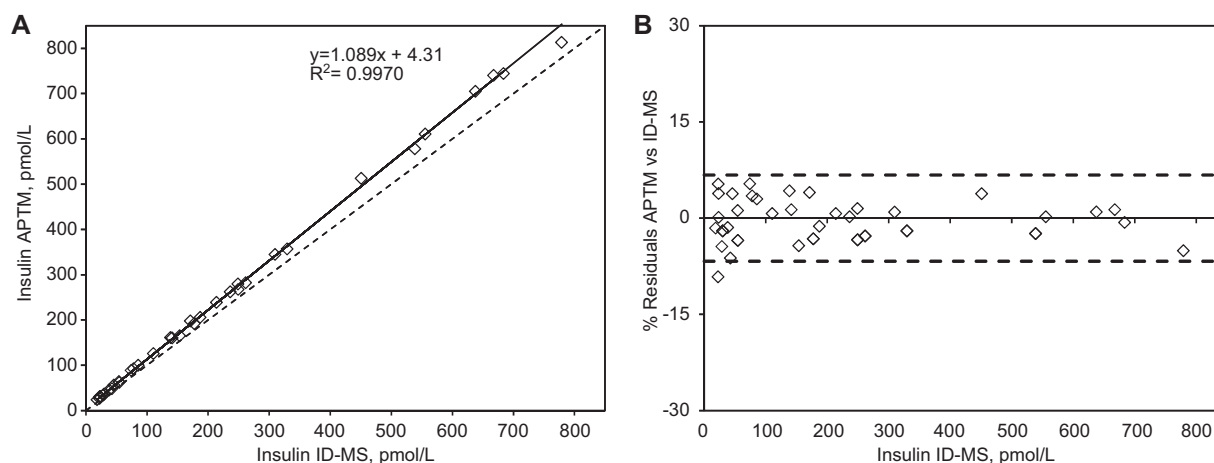 A
y=1.089x + 4.31
R²= 0.9970
Insulin APTM, pmol/L
800
700
600
500
400
300
200
100
0
0 100 200 300 400 500 600 700 800
Insulin ID-MS, pmol/L
B
% Residuals APTM vs ID-MS
30
15
0
-15
-30
0 100 200 300 400 500 600 700 800
Insulin ID-MS, pmol/L